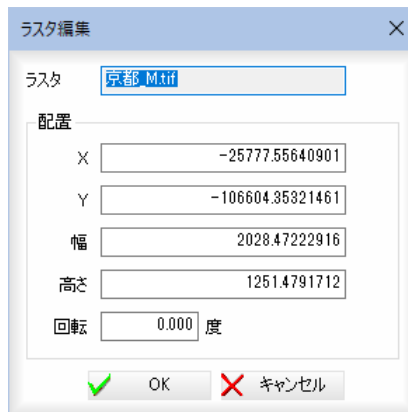 ラスタ編集
ラスタ 京都_M.tif
配置
X -25777.55640901
Y -106604.35321461
幅 2028.47222916
高さ 1251.4791712
回転 0.000 度
OK キャンセル